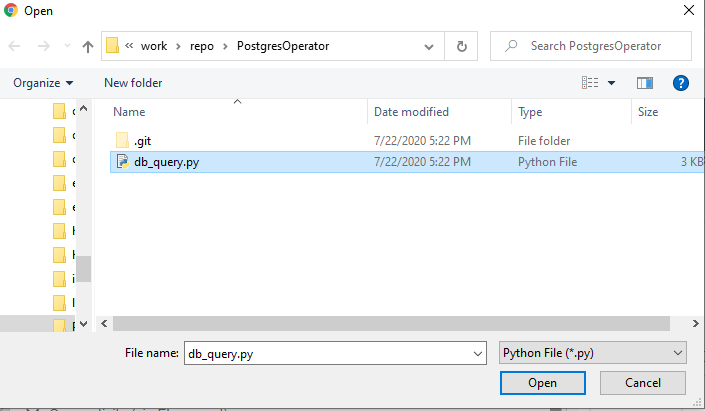 Open
« work › repo › PostgresOperator
Search PostgresOperator
Organize
New folder
Name Date modified Type Size
.git 7/22/2020 5:22 PM File folder
db_query.py 7/22/2020 5:22 PM Python File 3 KB
File name: db_query.py Python File (*.py)
Open Cancel